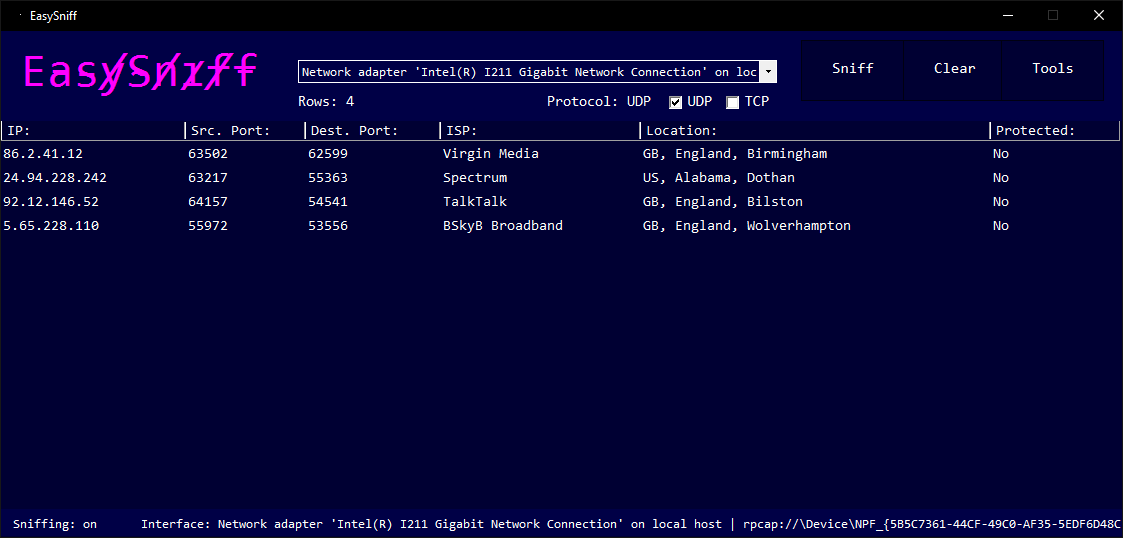 EasySniff
EasySniff
Network adapter 'Intel(R) I211 Gigabit Network Connection' on loc
Sniff Clear Tools
Rows: 4 Protocol: UDP UDP TCP
IP: Src. Port: Dest. Port: ISP: Location: Protected:
86.2.41.12 63502 62599 Virgin Media GB, England, Birmingham No
24.94.228.242 63217 55363 Spectrum US, Alabama, Dothan No
92.12.146.52 64157 54541 TalkTalk GB, England, Bilston No
5.65.228.110 55972 53556 BSkyB Broadband GB, England, Wolverhampton No
Sniffing: on Interface: Network adapter 'Intel(R) I211 Gigabit Network Connection' on local host | rpcap://\Device\NPF_{5B5C7361-44CF-49C0-AF35-5EDF6D48C